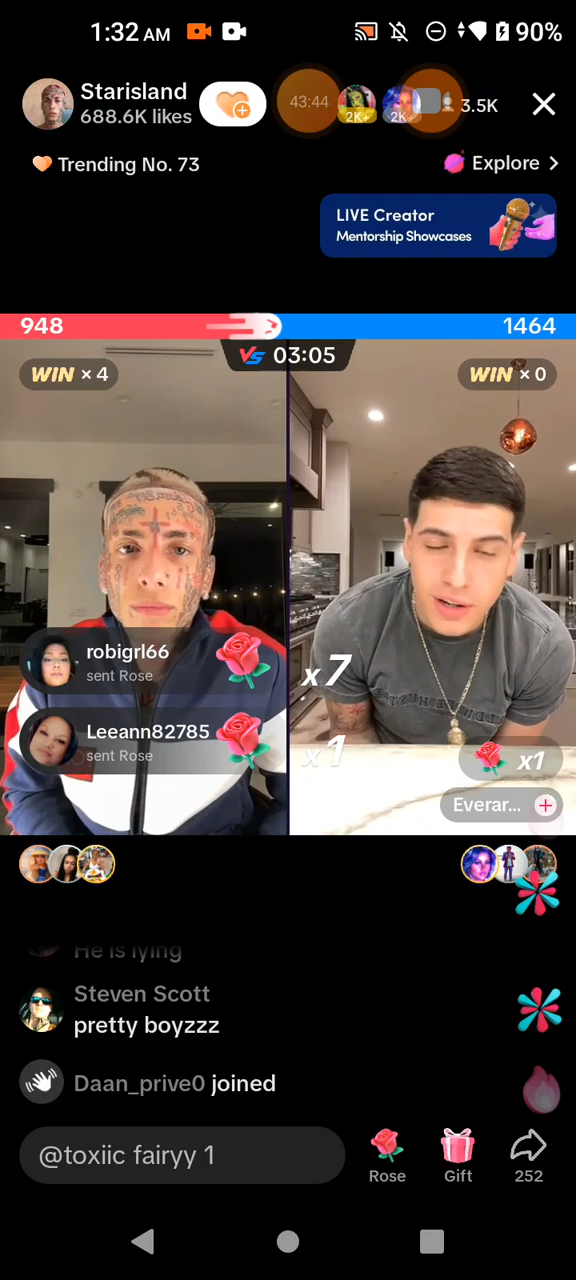 1:32 AM
90%
Starisland
688.6K likes
43:44
2K+
2K+
3.5K
Trending No. 73
Explore
LIVE Creator
Mentorship Showcases
948
1464
VS 03:05
WIN × 4
WIN × 0
robigrl66
sent Rose
x7
Leeann82785
sent Rose
x1
x1
Everar...
He is lying
Steven Scott
pretty boyzzz
Daan_prive0 joined
@toxiic fairyy 1
Rose
Gift
252